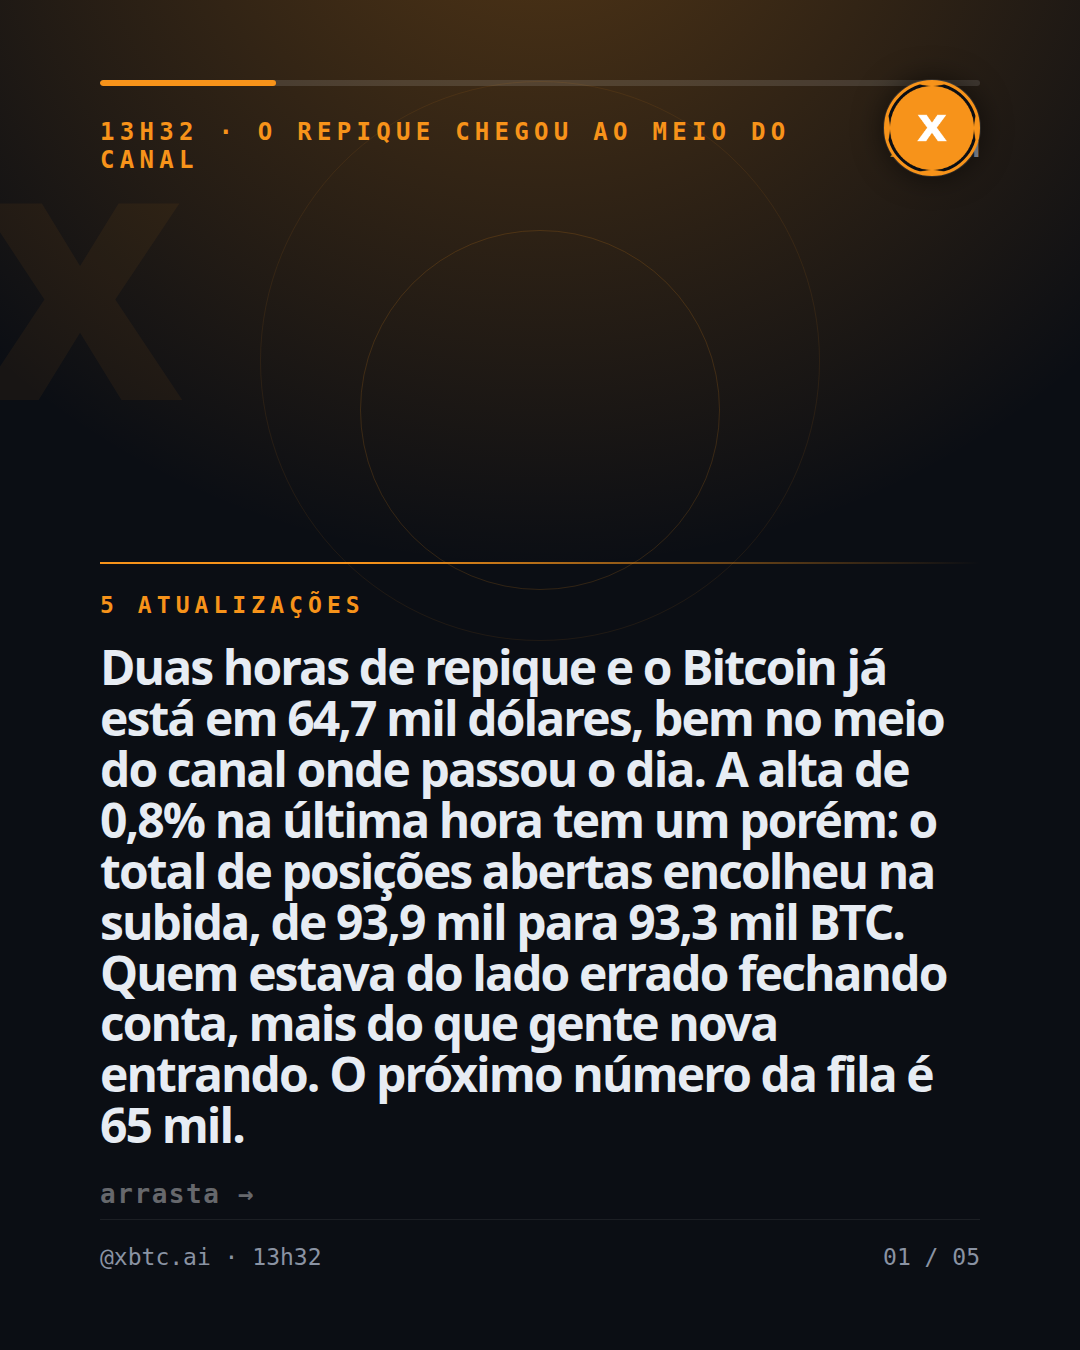 13H32 · O REPIQUE CHEGOU AO MEIO DO
CANAL
x
x
5 ATUALIZAÇÕES
Duas horas de repique e o Bitcoin já
está em 64,7 mil dólares, bem no meio
do canal onde passou o dia. A alta de
0,8% na última hora tem um porém: o
total de posições abertas encolheu na
subida, de 93,9 mil para 93,3 mil BTC.
Quem estava do lado errado fechando
conta, mais do que gente nova
entrando. O próximo número da fila é
65 mil.
arrasta →
@xbtc.ai · 13h32
01 / 05